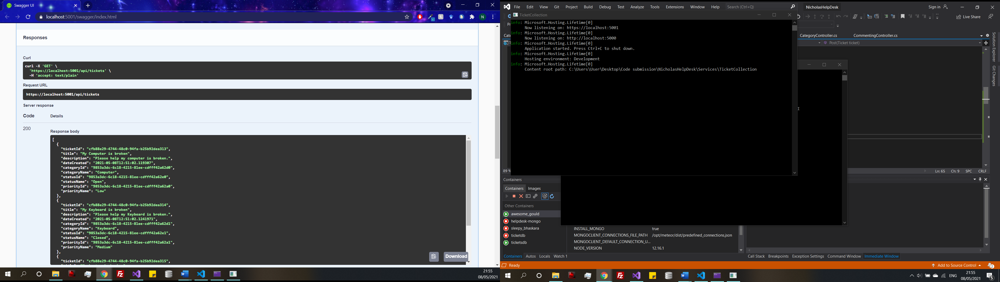 Swagger UI
localhost:5001/swagger/index.html
N
Responses
Curl
curl -X 'GET' \
'https://localhost:5001/api/tickets' \
-H 'accept: text/plain'
Request URL
https://localhost:5001/api/tickets
Server response
Code Details
200
Response body
[
{
"ticketId": "cfb88e29-4744-48c0-94fa-b25b92dea313",
"title": "My Computer is broken",
"description": "Please help my computer is broken.",
"dateCreated": "2021-05-08T12:51:02.119307",
"categoryId": "9853a3dc-6c18-4215-81ee-cdfff42a62d0",
"categoryName": "Computer",
"statusId": "9853a3dc-6c18-4215-81ee-cdfff42a62e0",
"statusName": "Open",
"priorityId": "9853a3dc-6c18-4215-81ee-cdfff42a62a0",
"priorityName": "Low"
},
{
"ticketId": "cfb88e29-4744-48c0-94fa-b25b92dea314",
"title": "My Keyboard is broken",
"description": "Please help my Keyboard is broken.",
"dateCreated": "2021-05-08T12:51:02.1241971",
"categoryId": "9853a3dc-6c18-4215-81ee-cdfff42a62d1",
"categoryName": "Keyboard",
"statusId": "9853a3dc-6c18-4215-81ee-cdfff42a62e1",
"statusName": "Closed",
"priorityId": "9853a3dc-6c18-4215-81ee-cdfff42a62a1",
"priorityName": "Medium"
},
{
"ticketId": "cfb88e29-4744-48c0-94fa-b25b92dea315",
Download
21:55
08/05/2021
File Edit View Git Project Build Debug Test Analyze Tools Extensions Window Help Search (Ctrl+Q) NicholasHelpDesk Sign in
Live Share
TicketCollection
info: Microsoft.Hosting.Lifetime[0]
Now listening on: https://localhost:5001
info: Microsoft.Hosting.Lifetime[0]
Now listening on: http://localhost:5000
info: Microsoft.Hosting.Lifetime[0]
Application started. Press Ctrl+C to shut down.
info: Microsoft.Hosting.Lifetime[0]
Hosting environment: Development
info: Microsoft.Hosting.Lifetime[0]
Content root path: C:\Users\User\Desktop\Code submission\NicholasHelpDesk\Services\TicketCollection
Pr
Cate
CategoryController.cs CommentingController.cs
Post(Ticket ticket)
Solution Explorer
Git Changes
89 %
Ln: 65 Ch: 9 SPC CRLF
Containers
Containers Images
Other Containers
awesome_gould
helpdesk-mongo
sleepy_bhaskara
ticketdb
ticketsdb
INSTALL_MONGO true
MONGOCLIENT_CONNECTIONS_FILE_PATH /opt/meteor/dist/predefined_connections.json
MONGOCLIENT_DEFAULT_CONNECTION_U...
NODE_VERSION 12.16.1
Containers Autos Locals Watch 1
Call Stack Breakpoints Exception Settings Command Window Immediate Window
Ready
Add to Source Control
2
ENG
21:55
08/05/2021
5